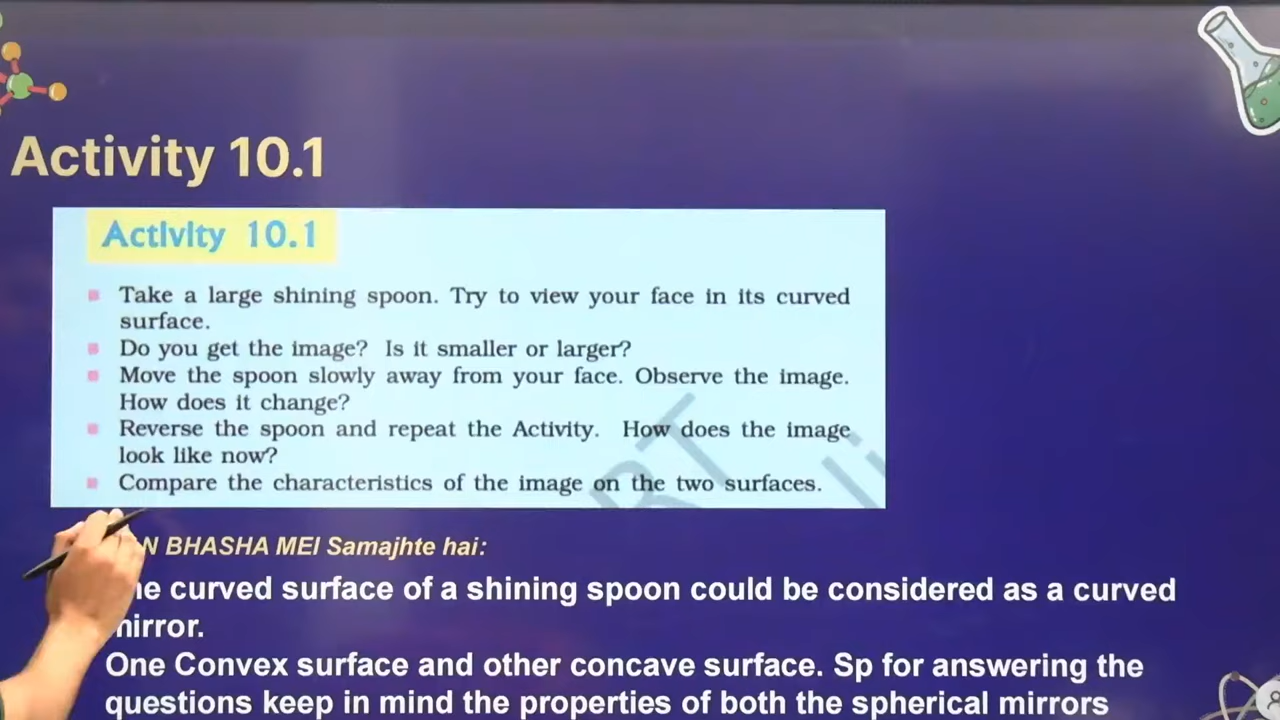 Activity 10.1
Activity 10.1
Take a large shining spoon. Try to view your face in its curved
surface.
Do you get the image? Is it smaller or larger?
Move the spoon slowly away from your face. Observe the image.
How does it change?
Reverse the spoon and repeat the Activity. How does the image
look like now?
Compare the characteristics of the image on the two surfaces.
BHASHA MEI Samajhte hai:
curved surface of a shining spoon could be considered as a curved
mirror.
One Convex surface and other concave surface. Sp for answering the
questions keep in mind the properties of both the spherical mirrors